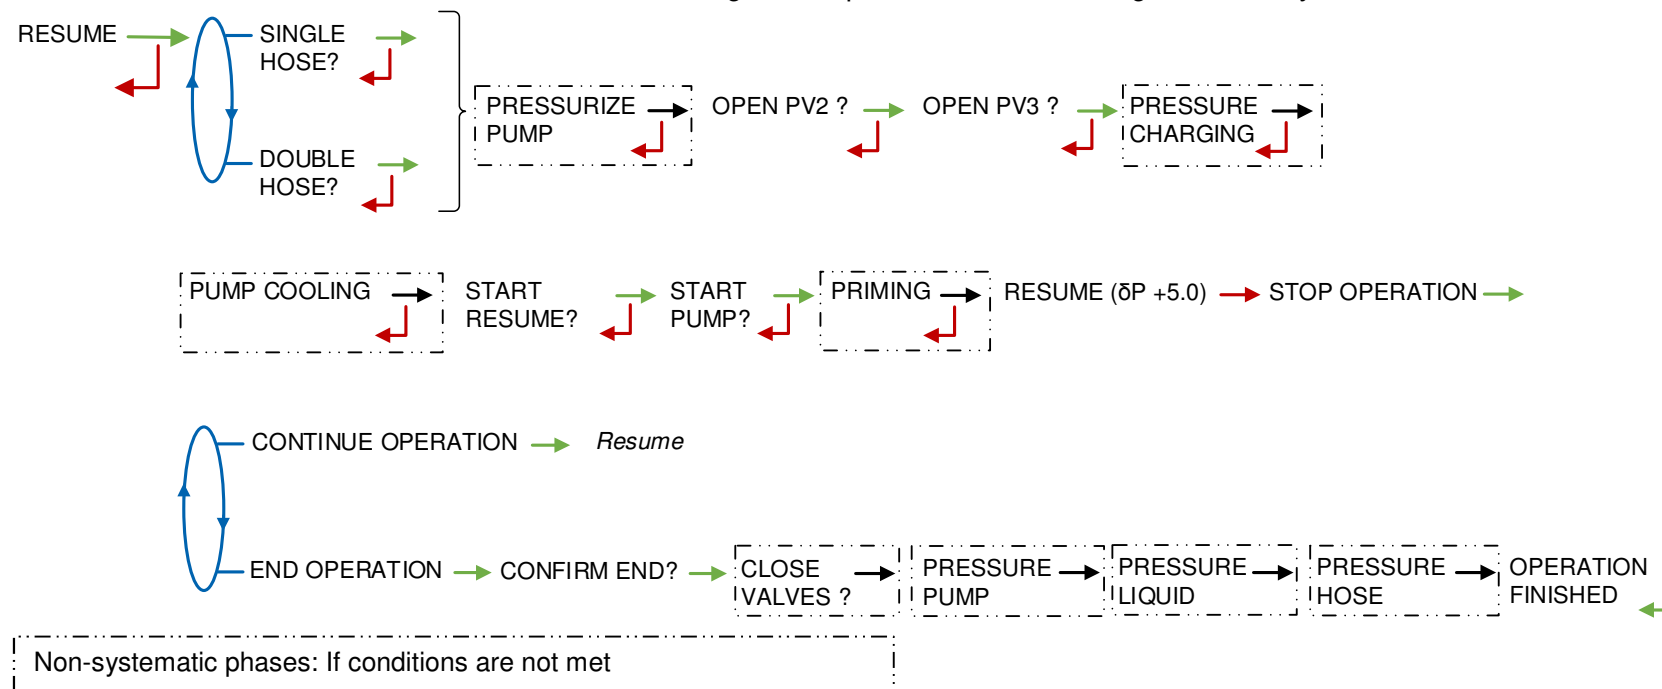 RESUME
SINGLE
HOSE?
DOUBLE
HOSE?
PRESSURIZE
PUMP
OPEN PV2 ?
OPEN PV3 ?
PRESSURE
CHARGING
PUMP COOLING
START
RESUME?
START
PUMP?
PRIMING
RESUME (δP +5.0)
STOP OPERATION
CONTINUE OPERATION
Resume
END OPERATION
CONFIRM END?
CLOSE
VALVES ?
PRESSURE
PUMP
PRESSURE
LIQUID
PRESSURE
HOSE
OPERATION
FINISHED
Non-systematic phases: If conditions are not met